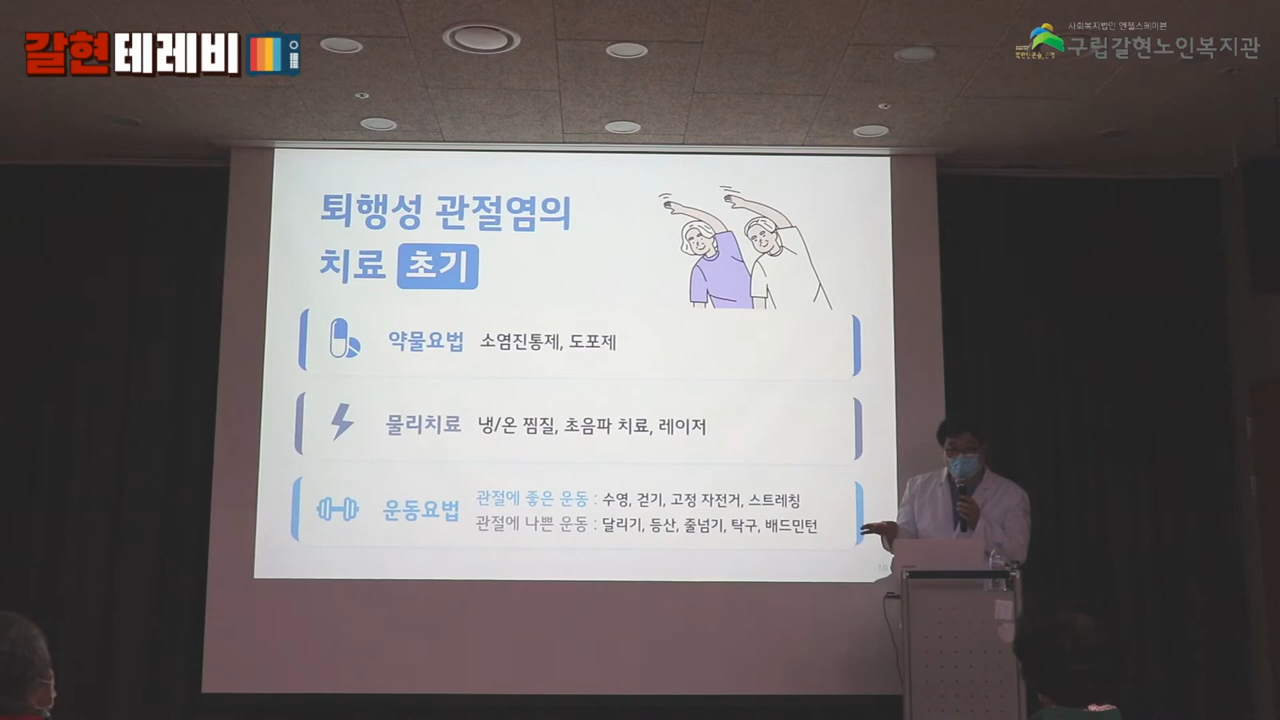 갈현테레비
사회복지법인 엔젤스헤이븐
구립갈현노인복지관
퇴행성 관절염의
치료 초기
약물요법 소염진통제, 도포제
물리치료 냉/온 찜질, 초음파 치료, 레이저
운동요법 관절에 좋은 운동 : 수영, 걷기, 고정 자전거, 스트레칭
관절에 나쁜 운동 : 달리기, 등산, 줄넘기, 탁구, 배드민턴
10